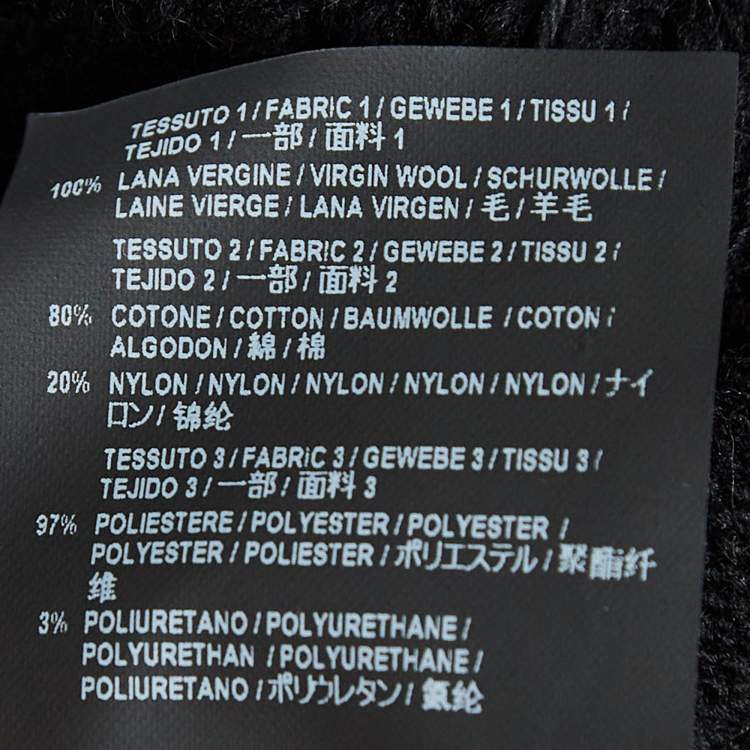 TESSUTO 1 / FABRIC 1 / GEWEBE 1 / TISSU 1 /
TEJIDO 1 / 一部 / 面料 1
100% LANA VERGINE / VIRGIN WOOL / SCHURWOLLE /
LAINE VIERGE / LANA VIRGEN / 毛 / 羊毛
TESSUTO 2 / FABRIC 2 / GEWEBE 2 / TISSU 2 /
TEJIDO 2 / 一部 / 面料 2
80% COTONE / COTTON / BAUMWOLLE / COTON /
ALGODON / 綿 / 棉
20% NYLON / NYLON / NYLON / NYLON / NYLON / ナイ
ロン / 锦纶
TESSUTO 3 / FABRIC 3 / GEWEBE 3 / TISSU 3 /
TEJIDO 3 / 一部 / 面料 3
97% POLIESTERE / POLYESTER / POLYESTER /
POLYESTER / POLIESTER / ポリエステル / 聚酯纤
维
3% POLIURETANO / POLYURETHANE /
POLYURETHAN / POLYURETHANE /
POLIURETANO / ポリウレタン / 氨纶